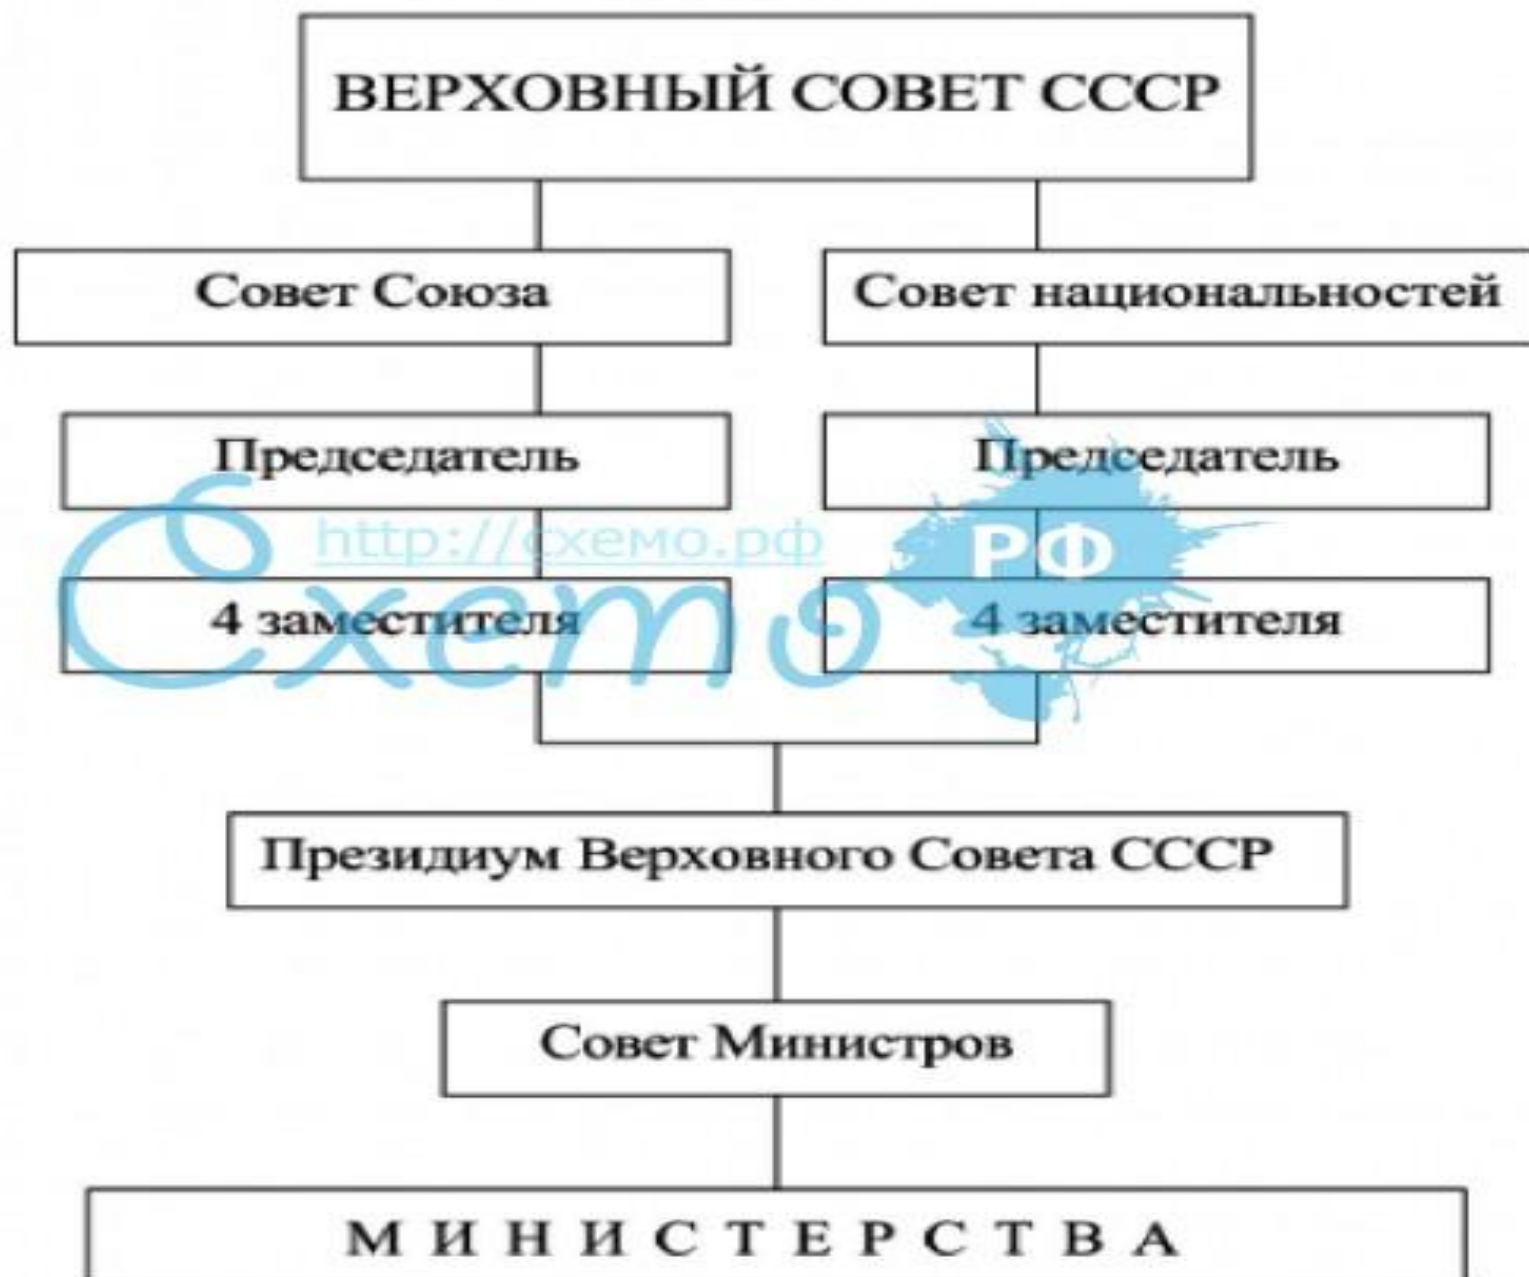 ВЕРХОВНЫЙ СОВЕТ СССР
Совет Союза
Совет национальностей
Председатель
Председатель
http://схемо.рф
РФ
Схемо
4 заместителя
4 заместителя
Президиум Верховного Совета СССР
Совет Министров
М И Н И С Т Е Р С Т В А